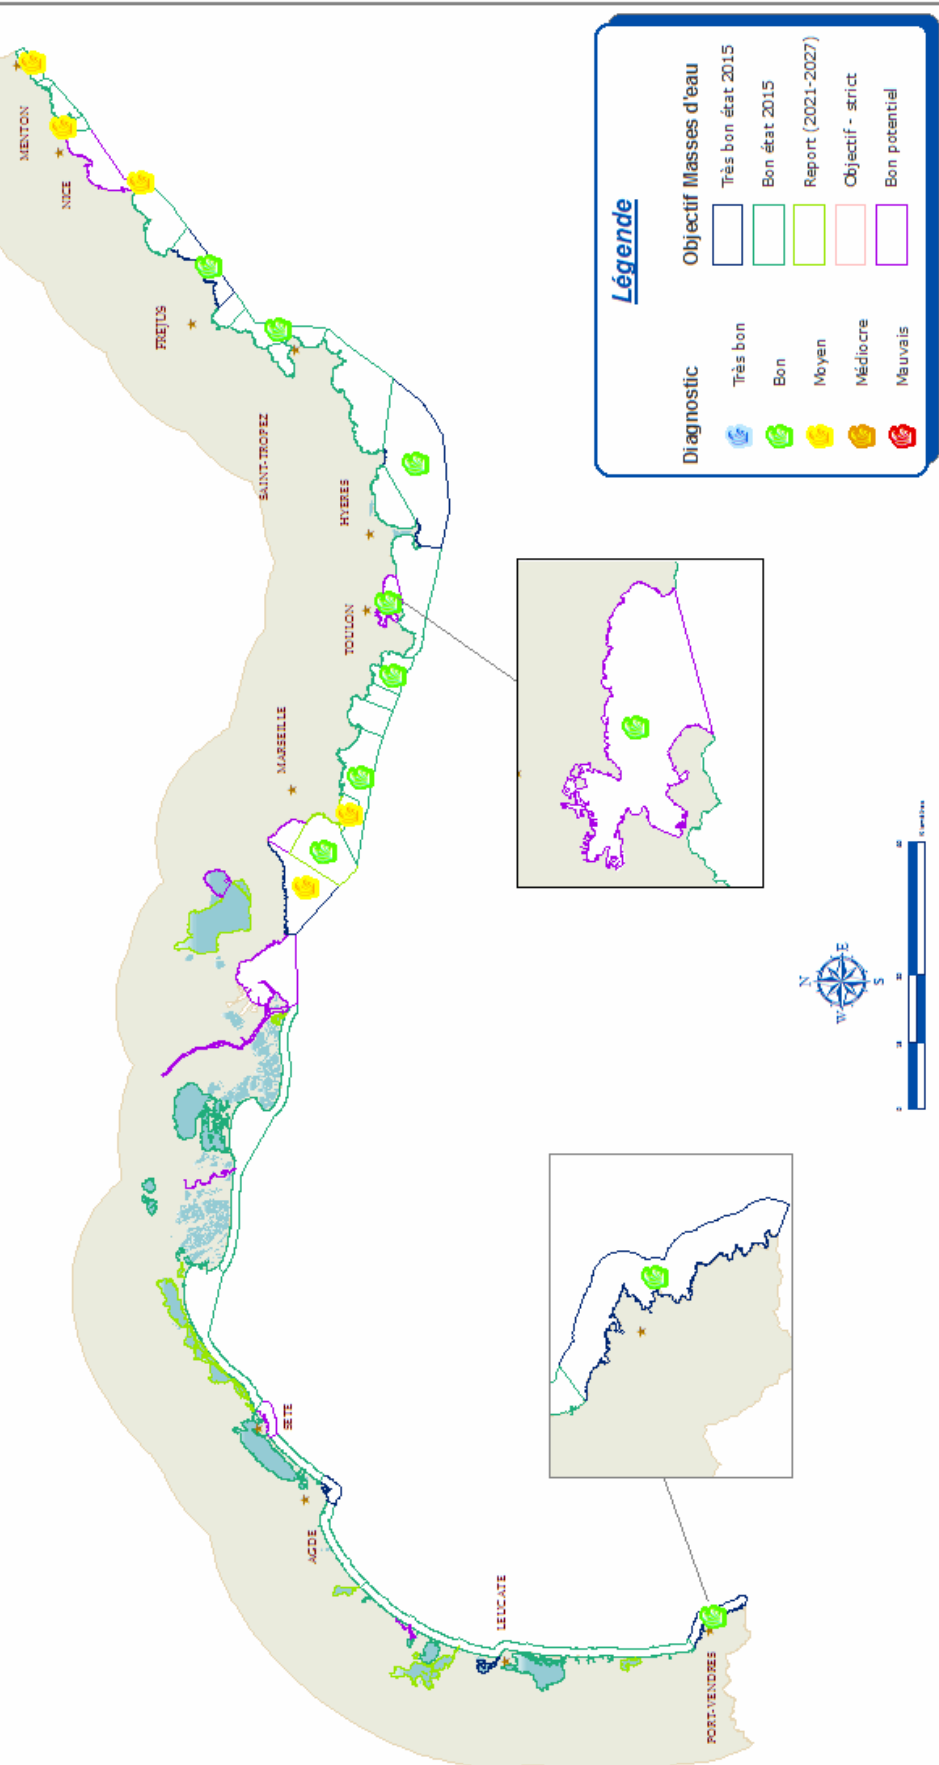 MENTON
NICE
FREJUS
SAINT-TROPEZ
HYERES
TOULON
MARSEILLE
SETE
AGDE
LEUCATE
PORT-VENDRES
Légende
Diagnostic
Très bon
Bon
Moyen
Médiocre
Mauvais
Objectif Masses d'eau
Très bon état 2015
Bon état 2015
Report (2021-2027)
Objectif - strict
Bon potentiel
N
W E
S